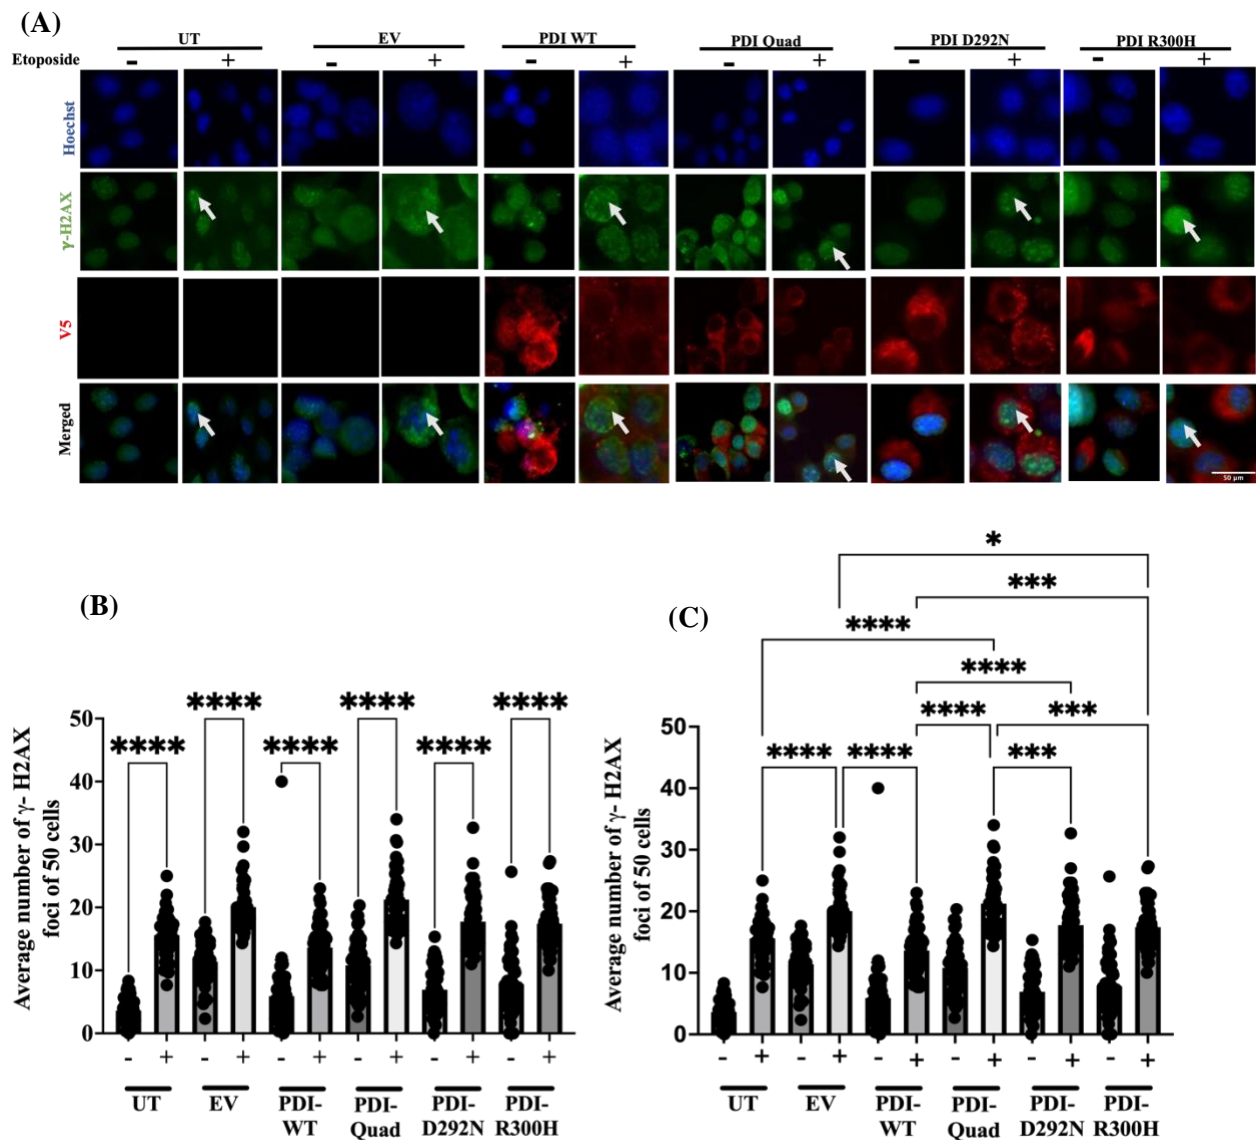 (A)
UT EV PDI WT PDI Quad PDI D292N PDI R300H
Etoposide - + - + - + - + - + - +
Hoechst
γ-H2AX
V5
Merged
50 μm
(B)
**** **** **** **** **** ****
Average number of γ- H2AX
foci of 50 cells
50
40
30
20
10
0
- + - + - + - + - + - +
UT EV PDI- PDI- PDI- PDI-
WT Quad D292N R300H
(C)
*
***
****
****
**** ***
**** **** ***
Average number of γ- H2AX
foci of 50 cells
50
40
30
20
10
0
- + - + - + - + - + - +
UT EV PDI- PDI- PDI- PDI-
WT Quad D292N R300H